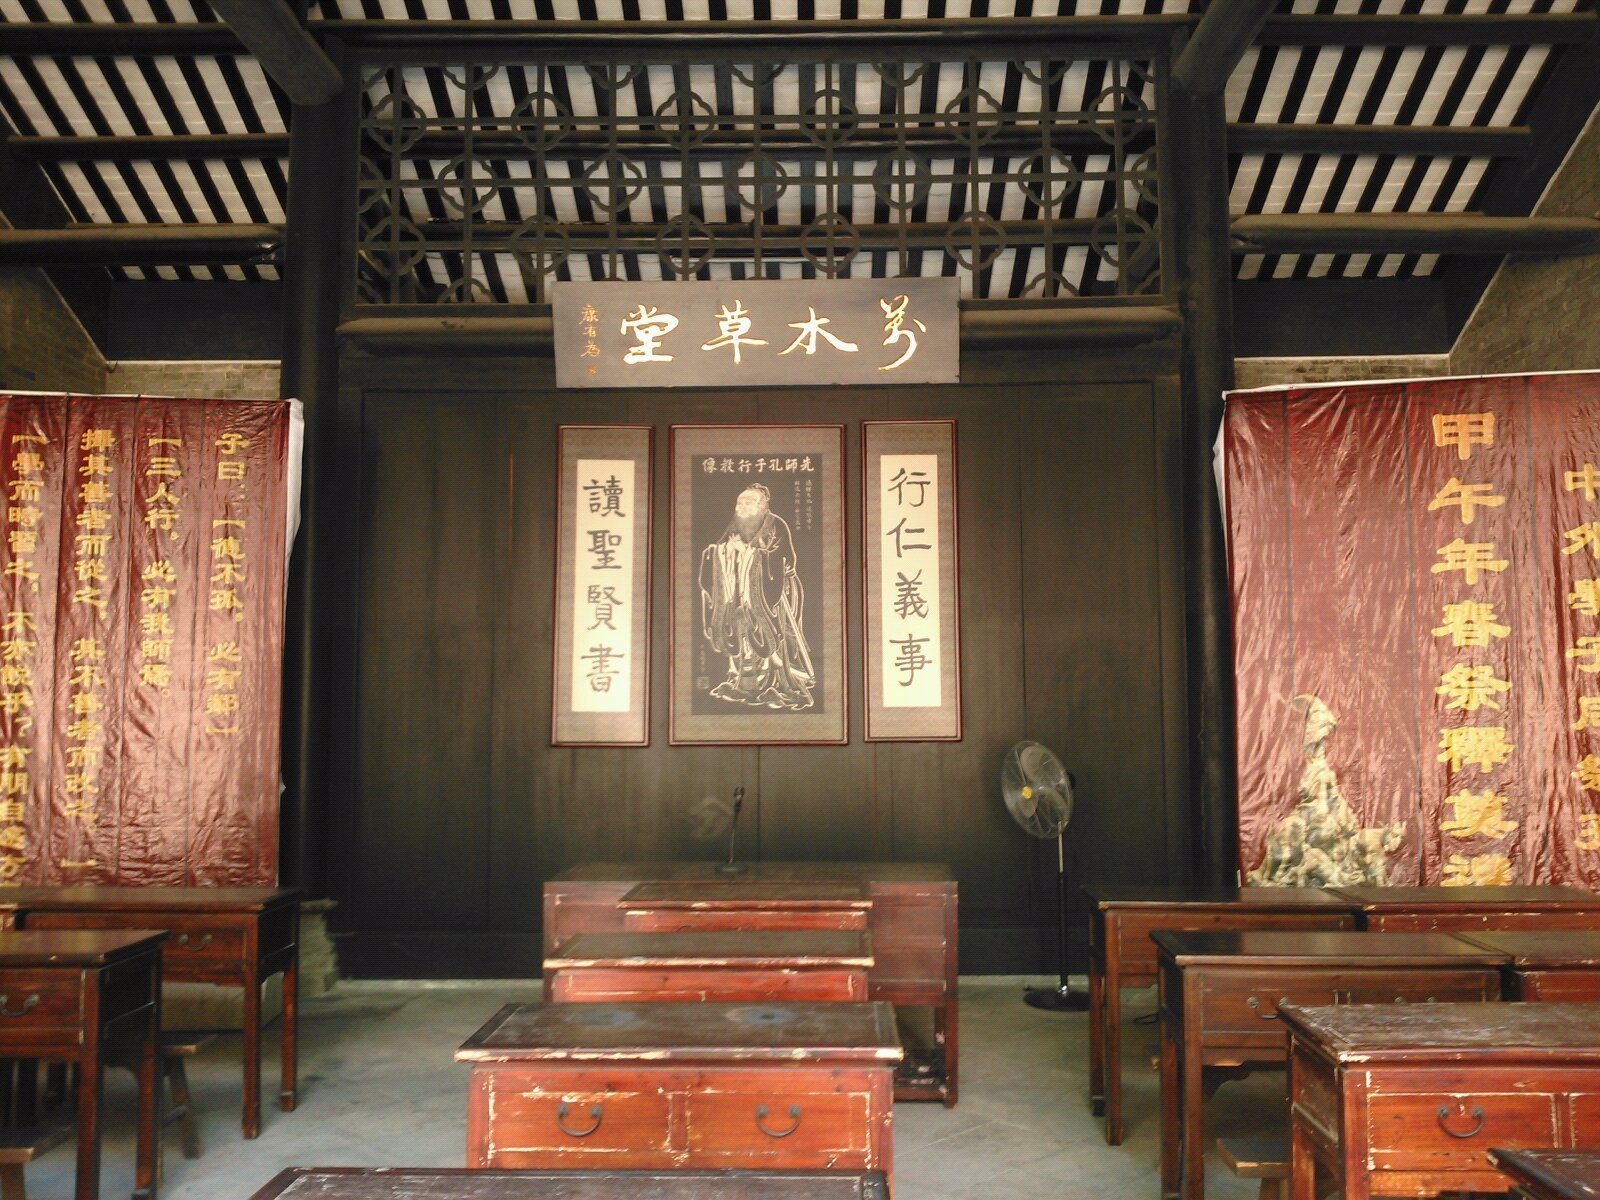 萬木草堂
康有為
先師孔子行教像
行仁義事
讀聖賢書
子曰：【德不孤，必有鄰】
【三人行，必有我師焉。
擇其善者而從之，其不善者而改之。】
【學而時習之，不亦悅乎？有朋自遠方
甲午年春祭釋奠禮
學子